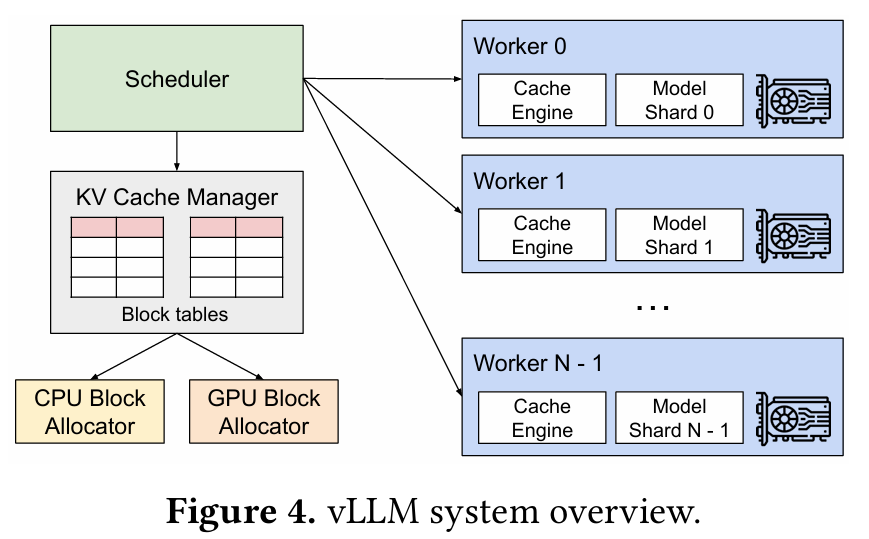 Scheduler
KV Cache Manager
Block tables
CPU Block
Allocator
GPU Block
Allocator
Worker 0
Cache
Engine
Model
Shard 0
Worker 1
Cache
Engine
Model
Shard 1
...
Worker N - 1
Cache
Engine
Model
Shard N - 1
Figure 4. vLLM system overview.